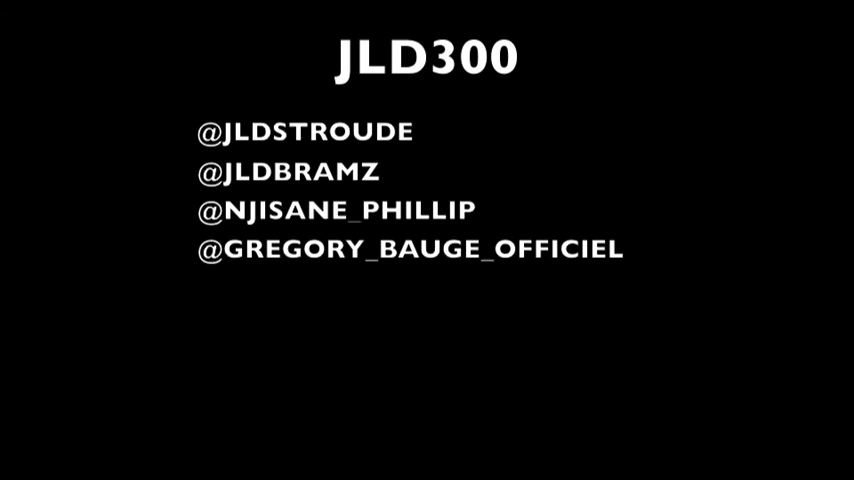 JLD300
@JLDSTROUDE
@JLDBRAMZ
@NJISANE_PHILLIP
@GREGORY_BAUGE_OFFICIEL